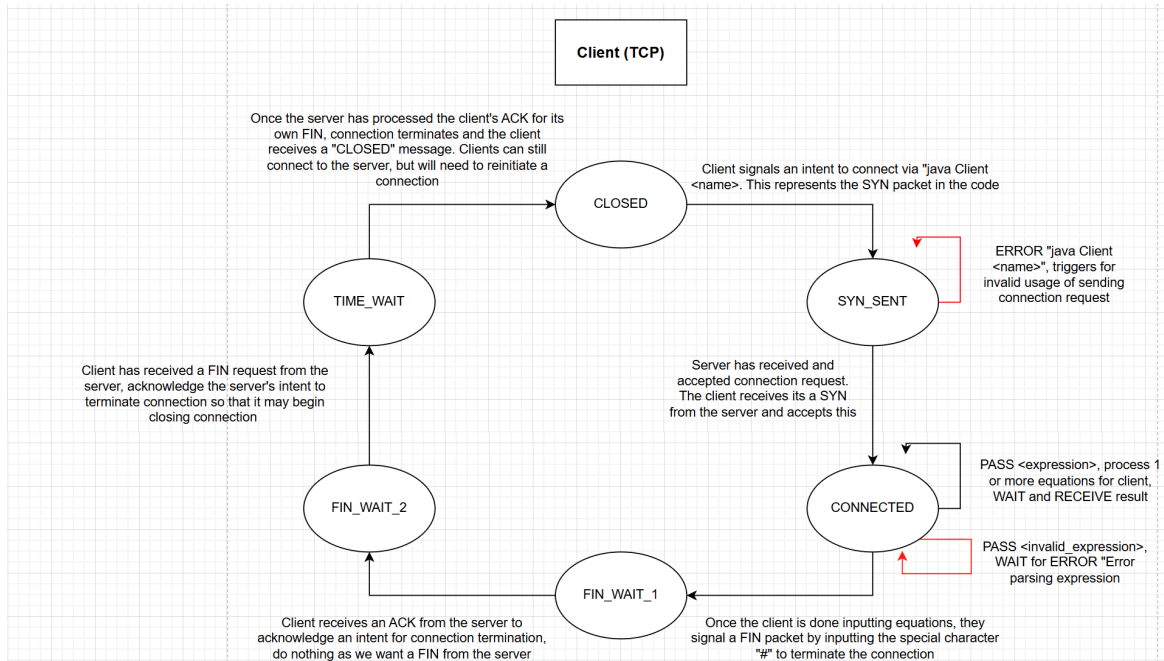 Client (TCP)
Once the server has processed the client's ACK for its
own FIN, connection terminates and the client
receives a "CLOSED" message. Clients can still
connect to the server, but will need to reinitiate a
connection
CLOSED
Client signals an intent to connect via "java Client
<name>. This represents the SYN packet in the code
TIME_WAIT
SYN_SENT
ERROR "java Client
<name>", triggers for
invalid usage of sending
connection request
Client has received a FIN request from the
server, acknowledge the server's intent to
terminate connection so that it may begin
closing connection
Server has received and
accepted connection request.
The client receives its a SYN
from the server and accepts this
FIN_WAIT_2
CONNECTED
PASS <expression>, process 1
or more equations for client,
WAIT and RECEIVE result
PASS <invalid_expression>,
WAIT for ERROR "Error
parsing expression
FIN_WAIT_1
Client receives an ACK from the server to
acknowledge an intent for connection termination,
do nothing as we want a FIN from the server
Once the client is done inputing equations, they
signal a FIN packet by inputing the special character
"#" to terminate the connection